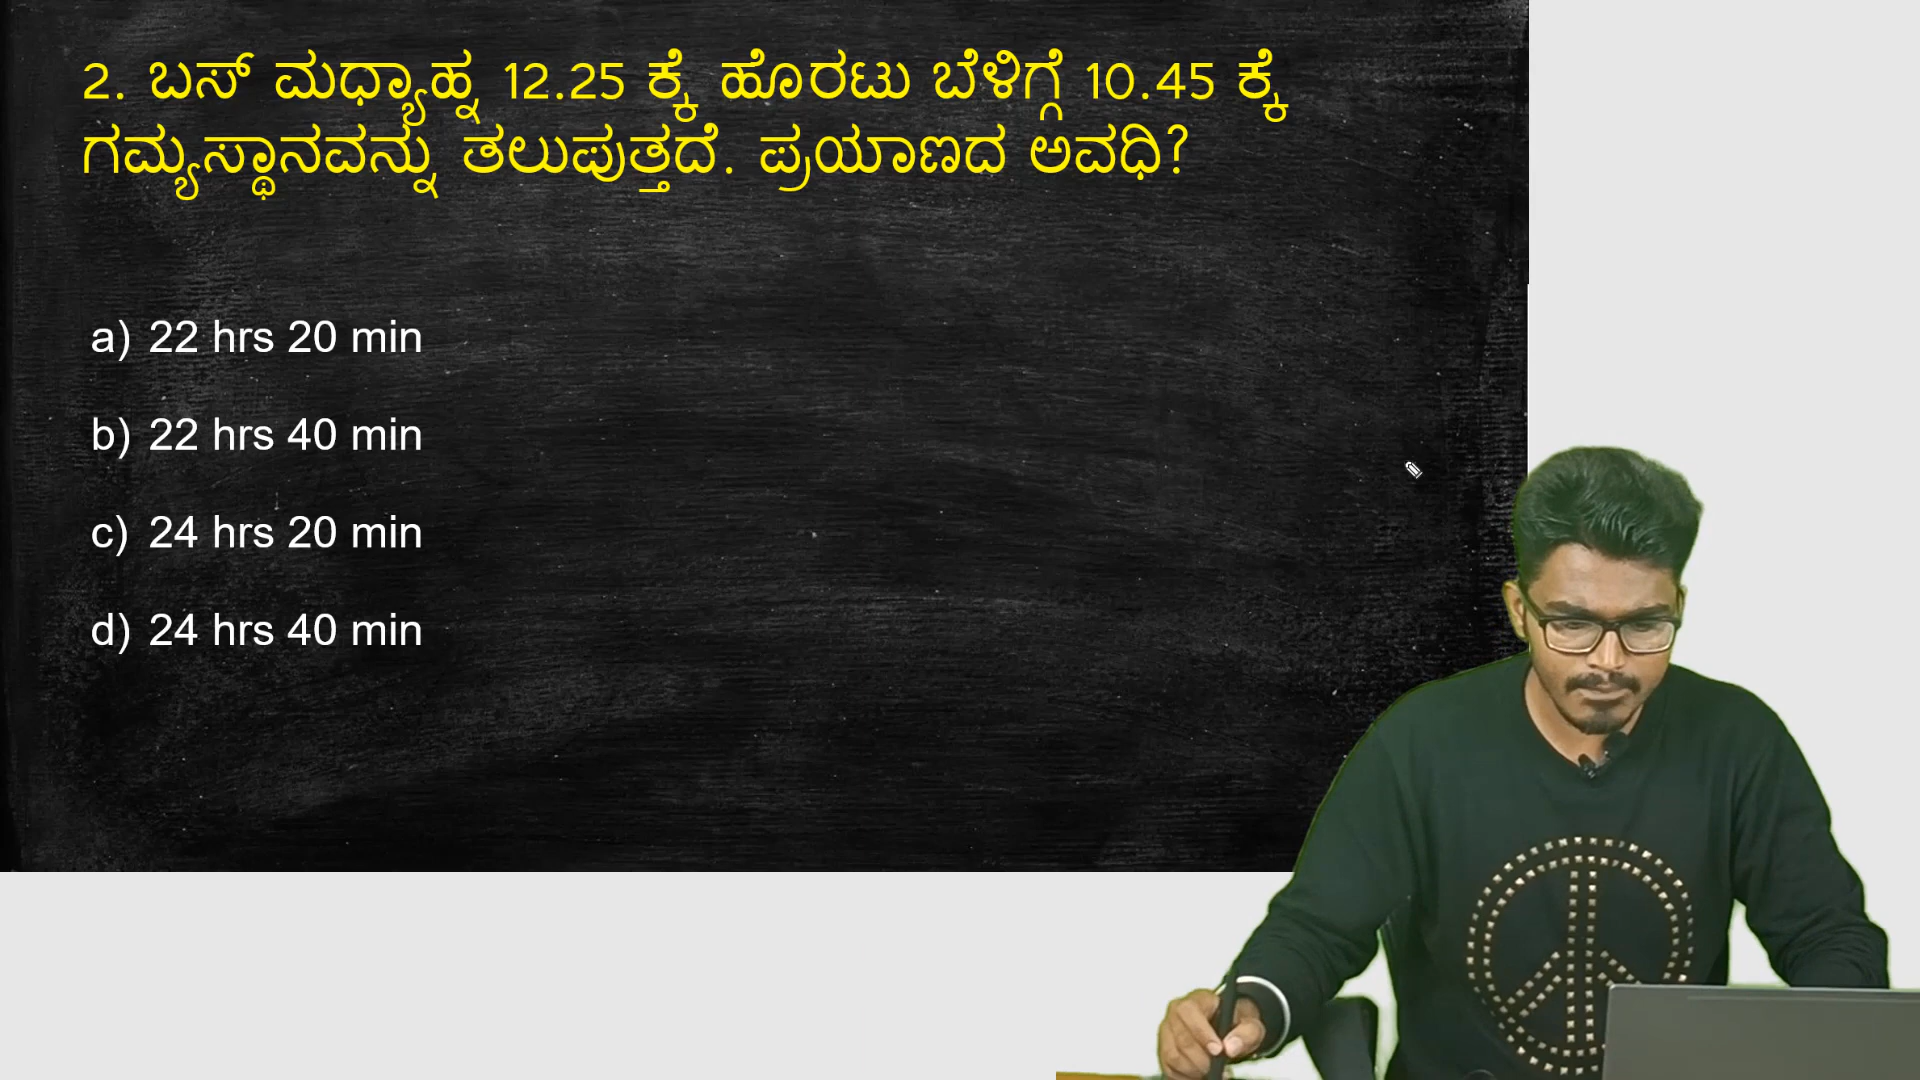 2. ಬಸ್ ಮಧ್ಯಾಹ್ನ 12.25 ಕ್ಕೆ ಹೊರಟು ಬೆಳಿಗ್ಗೆ 10.45 ಕ್ಕೆ
ಗಮ್ಯಸ್ಥಾನವನ್ನು ತಲುಪುತ್ತದೆ. ಪ್ರಯಾಣದ ಅವಧಿ?
a) 22 hrs 20 min
b) 22 hrs 40 min
c) 24 hrs 20 min
d) 24 hrs 40 min